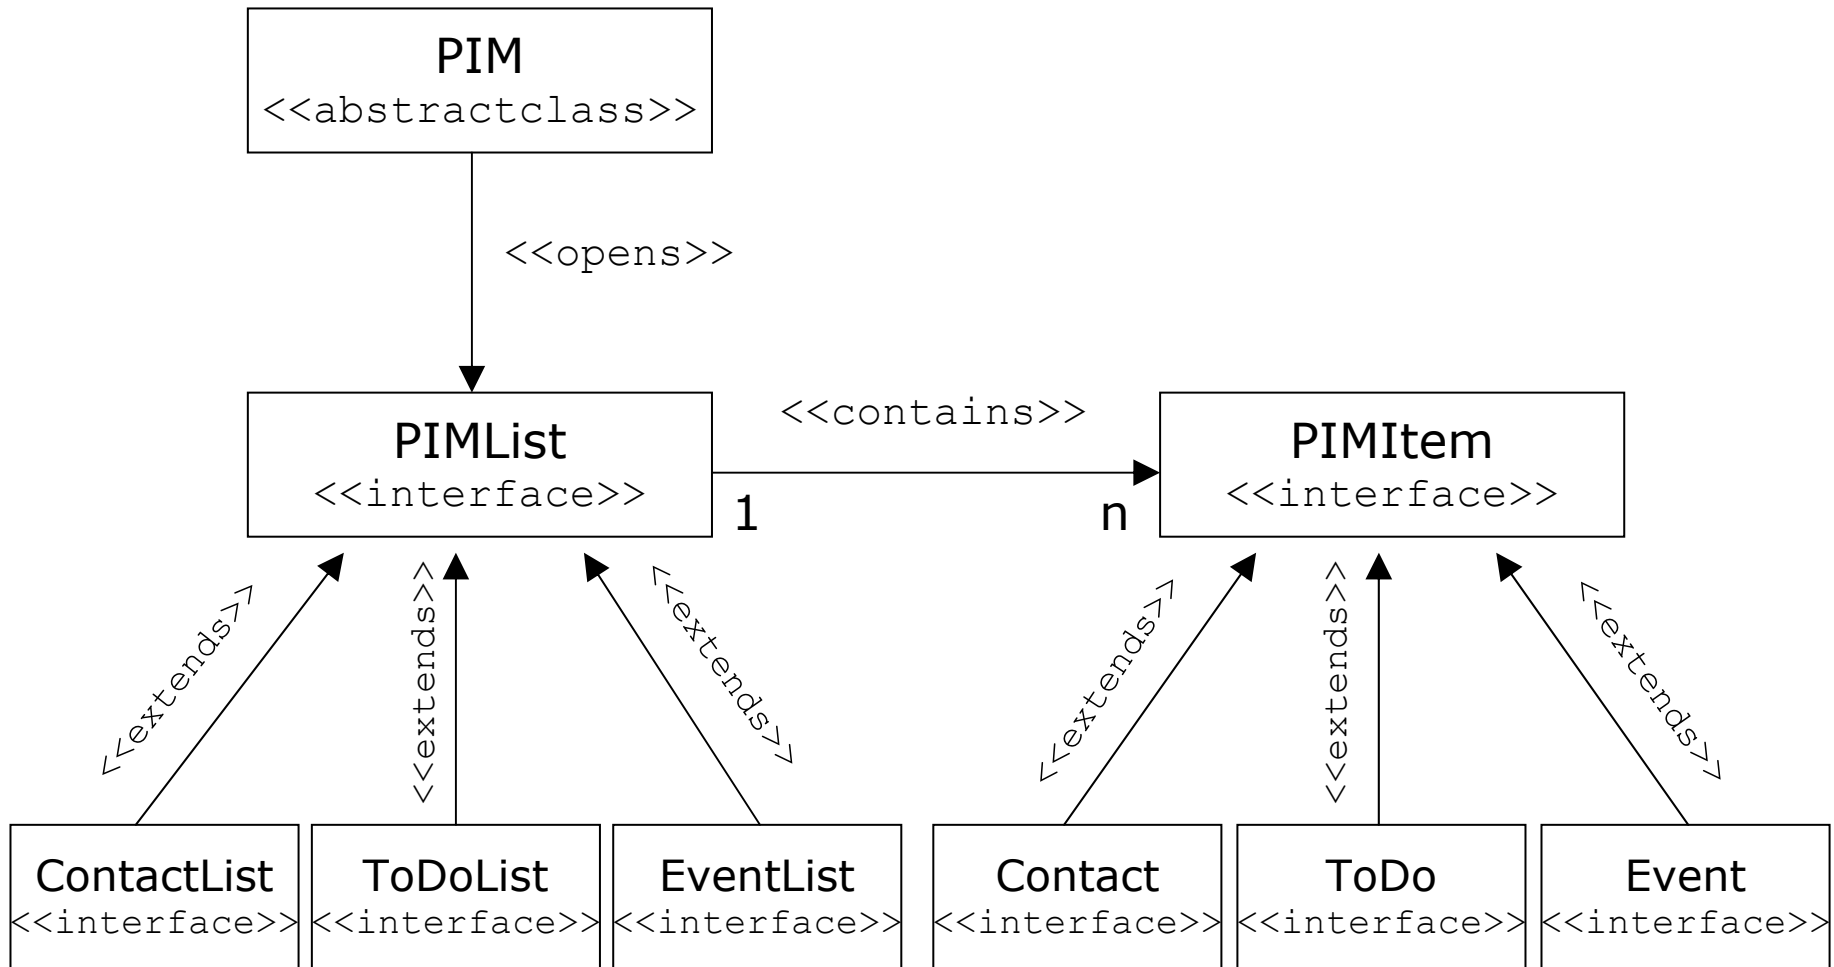 PIM
<<abstractclass>>
<<opens>>
PIMList
<<interface>>
<<contains>>
1
n
PIMItem
<<interface>>
<<extends>>
<<extends>>
<<extends>>
<<extends>>
<<extends>>
<<extends>>
ContactList
<<interface>>
ToDoList
<<interface>>
EventList
<<interface>>
Contact
<<interface>>
ToDo
<<interface>>
Event
<<interface>>